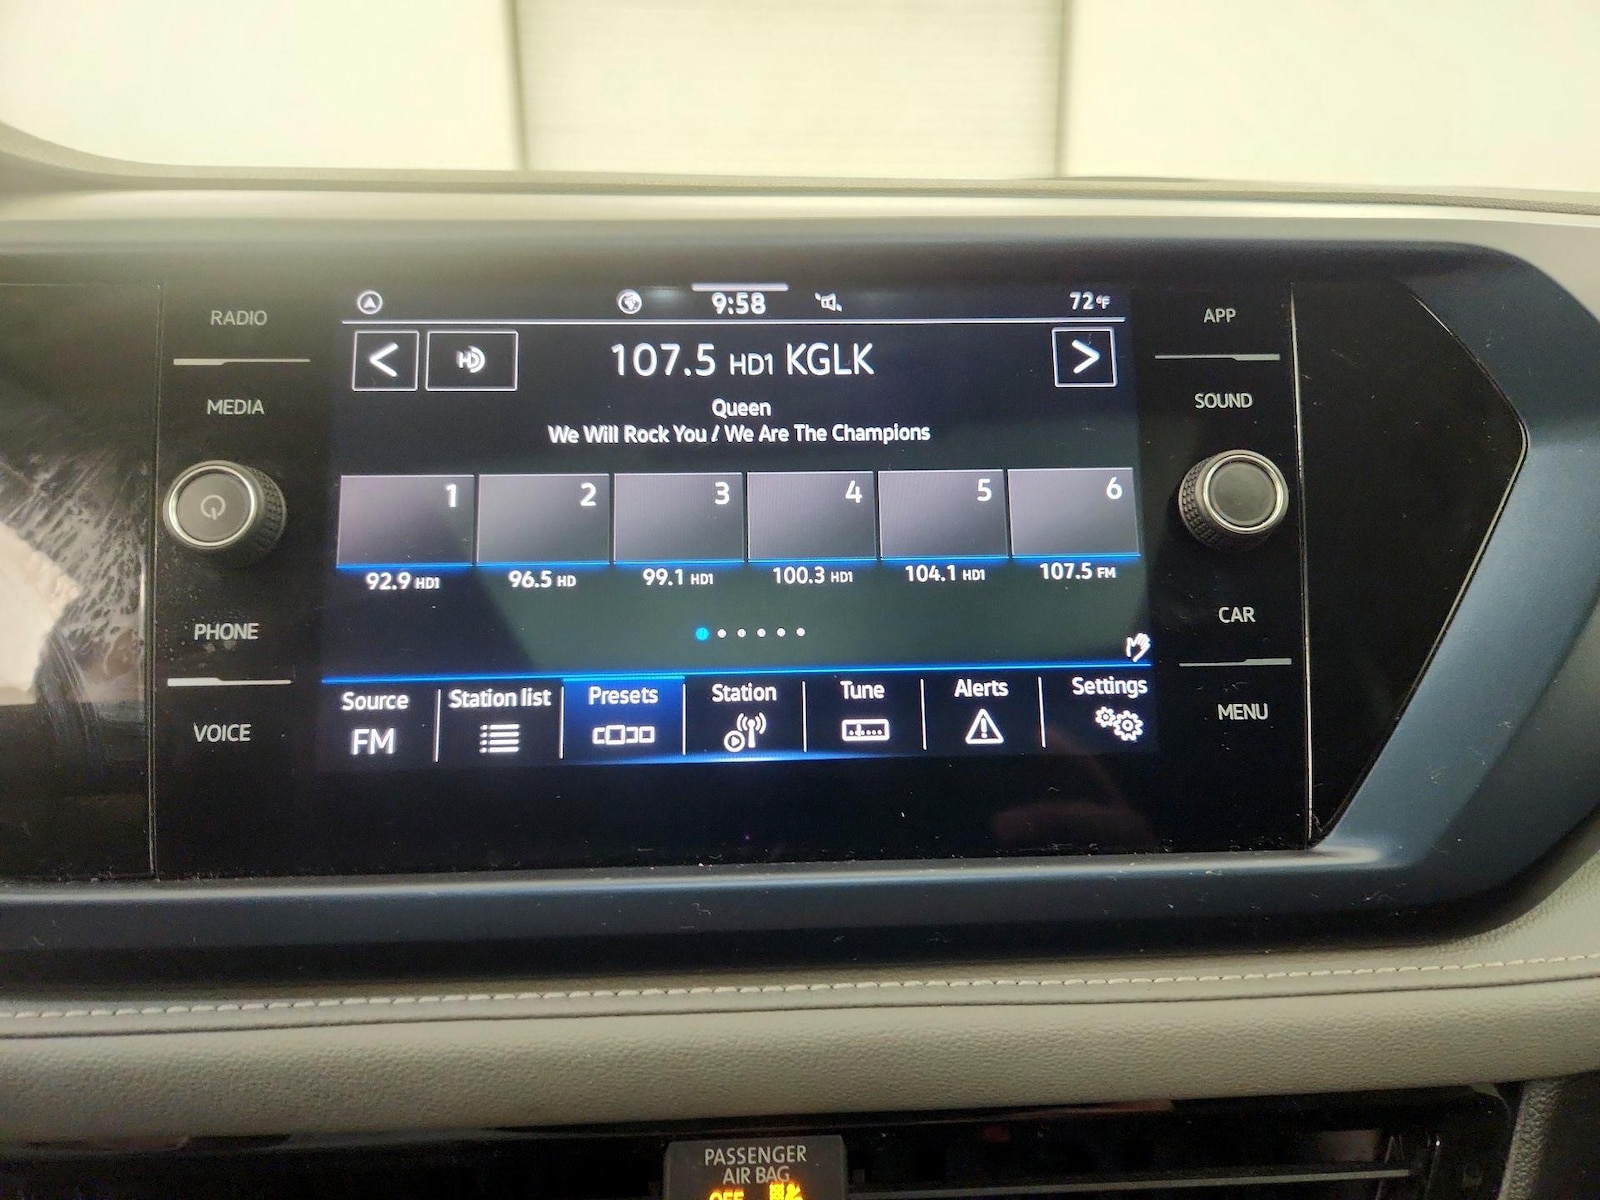 RADIO
MEDIA
PHONE
VOICE
9:58
72°F
HD
107.5 HD1 KGLK
Queen
We Will Rock You / We Are The Champions
1 2 3 4 5 6
92.9 HD1 96.5 HD 99.1 HD1 100.3 HD1 104.1 HD1 107.5 FM
Source Station list Presets Station Tune Alerts Settings
FM
APP
SOUND
CAR
MENU
PASSENGER
AIR BAG
OFF